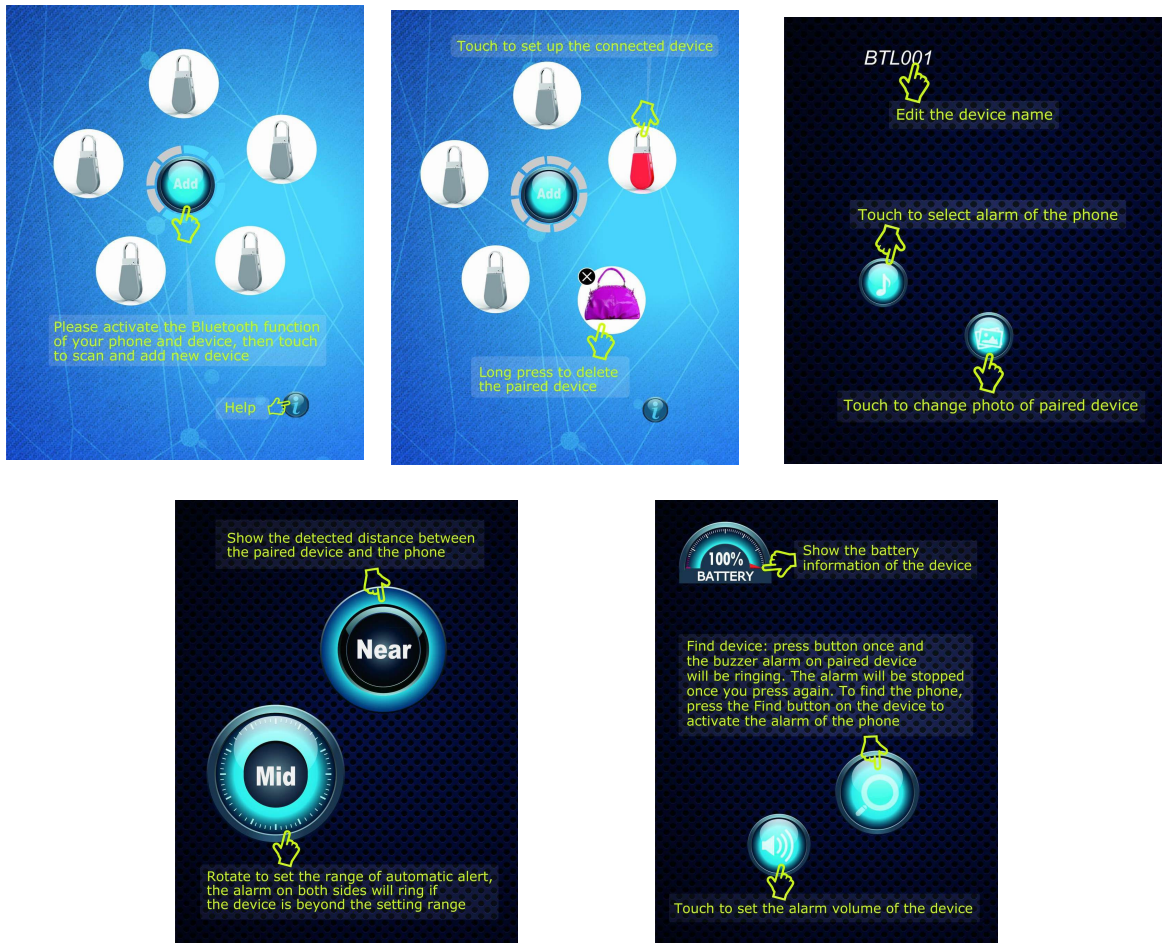 Add
Please activate the Bluetooth function
of your phone and device, then touch
to scan and add new device
Help
i
Touch to set up the connected device
Add
Long press to delete
the paired device
i
BTL001
Edit the device name
Touch to select alarm of the phone
Touch to change photo of paired device
Show the detected distance between
the paired device and the phone
Near
Mid
Rotate to set the range of automatic alert,
the alarm on both sides will ring if
the device is beyond the setting range
100%
BATTERY
Show the battery
information of the device
Find device: press button once and
the buzzer alarm on paired device
will be ringing. The alarm will be stopped
once you press again. To find the phone,
press the Find button on the device to
activate the alarm of the phone
Touch to set the alarm volume of the device